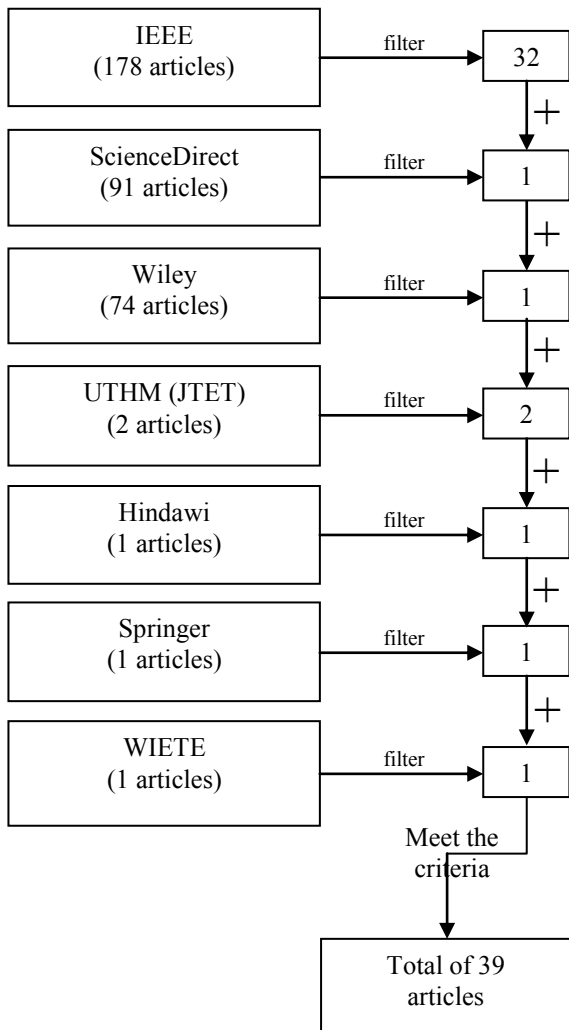 IEEE
(178 articles)
filter
32
+
ScienceDirect
(91 articles)
filter
1
+
Wiley
(74 articles)
filter
1
+
UTHM (JTET)
(2 articles)
filter
2
+
Hindawi
(1 articles)
filter
1
+
Springer
(1 articles)
filter
1
+
WIETE
(1 articles)
filter
1
Meet the
criteria
Total of 39
articles